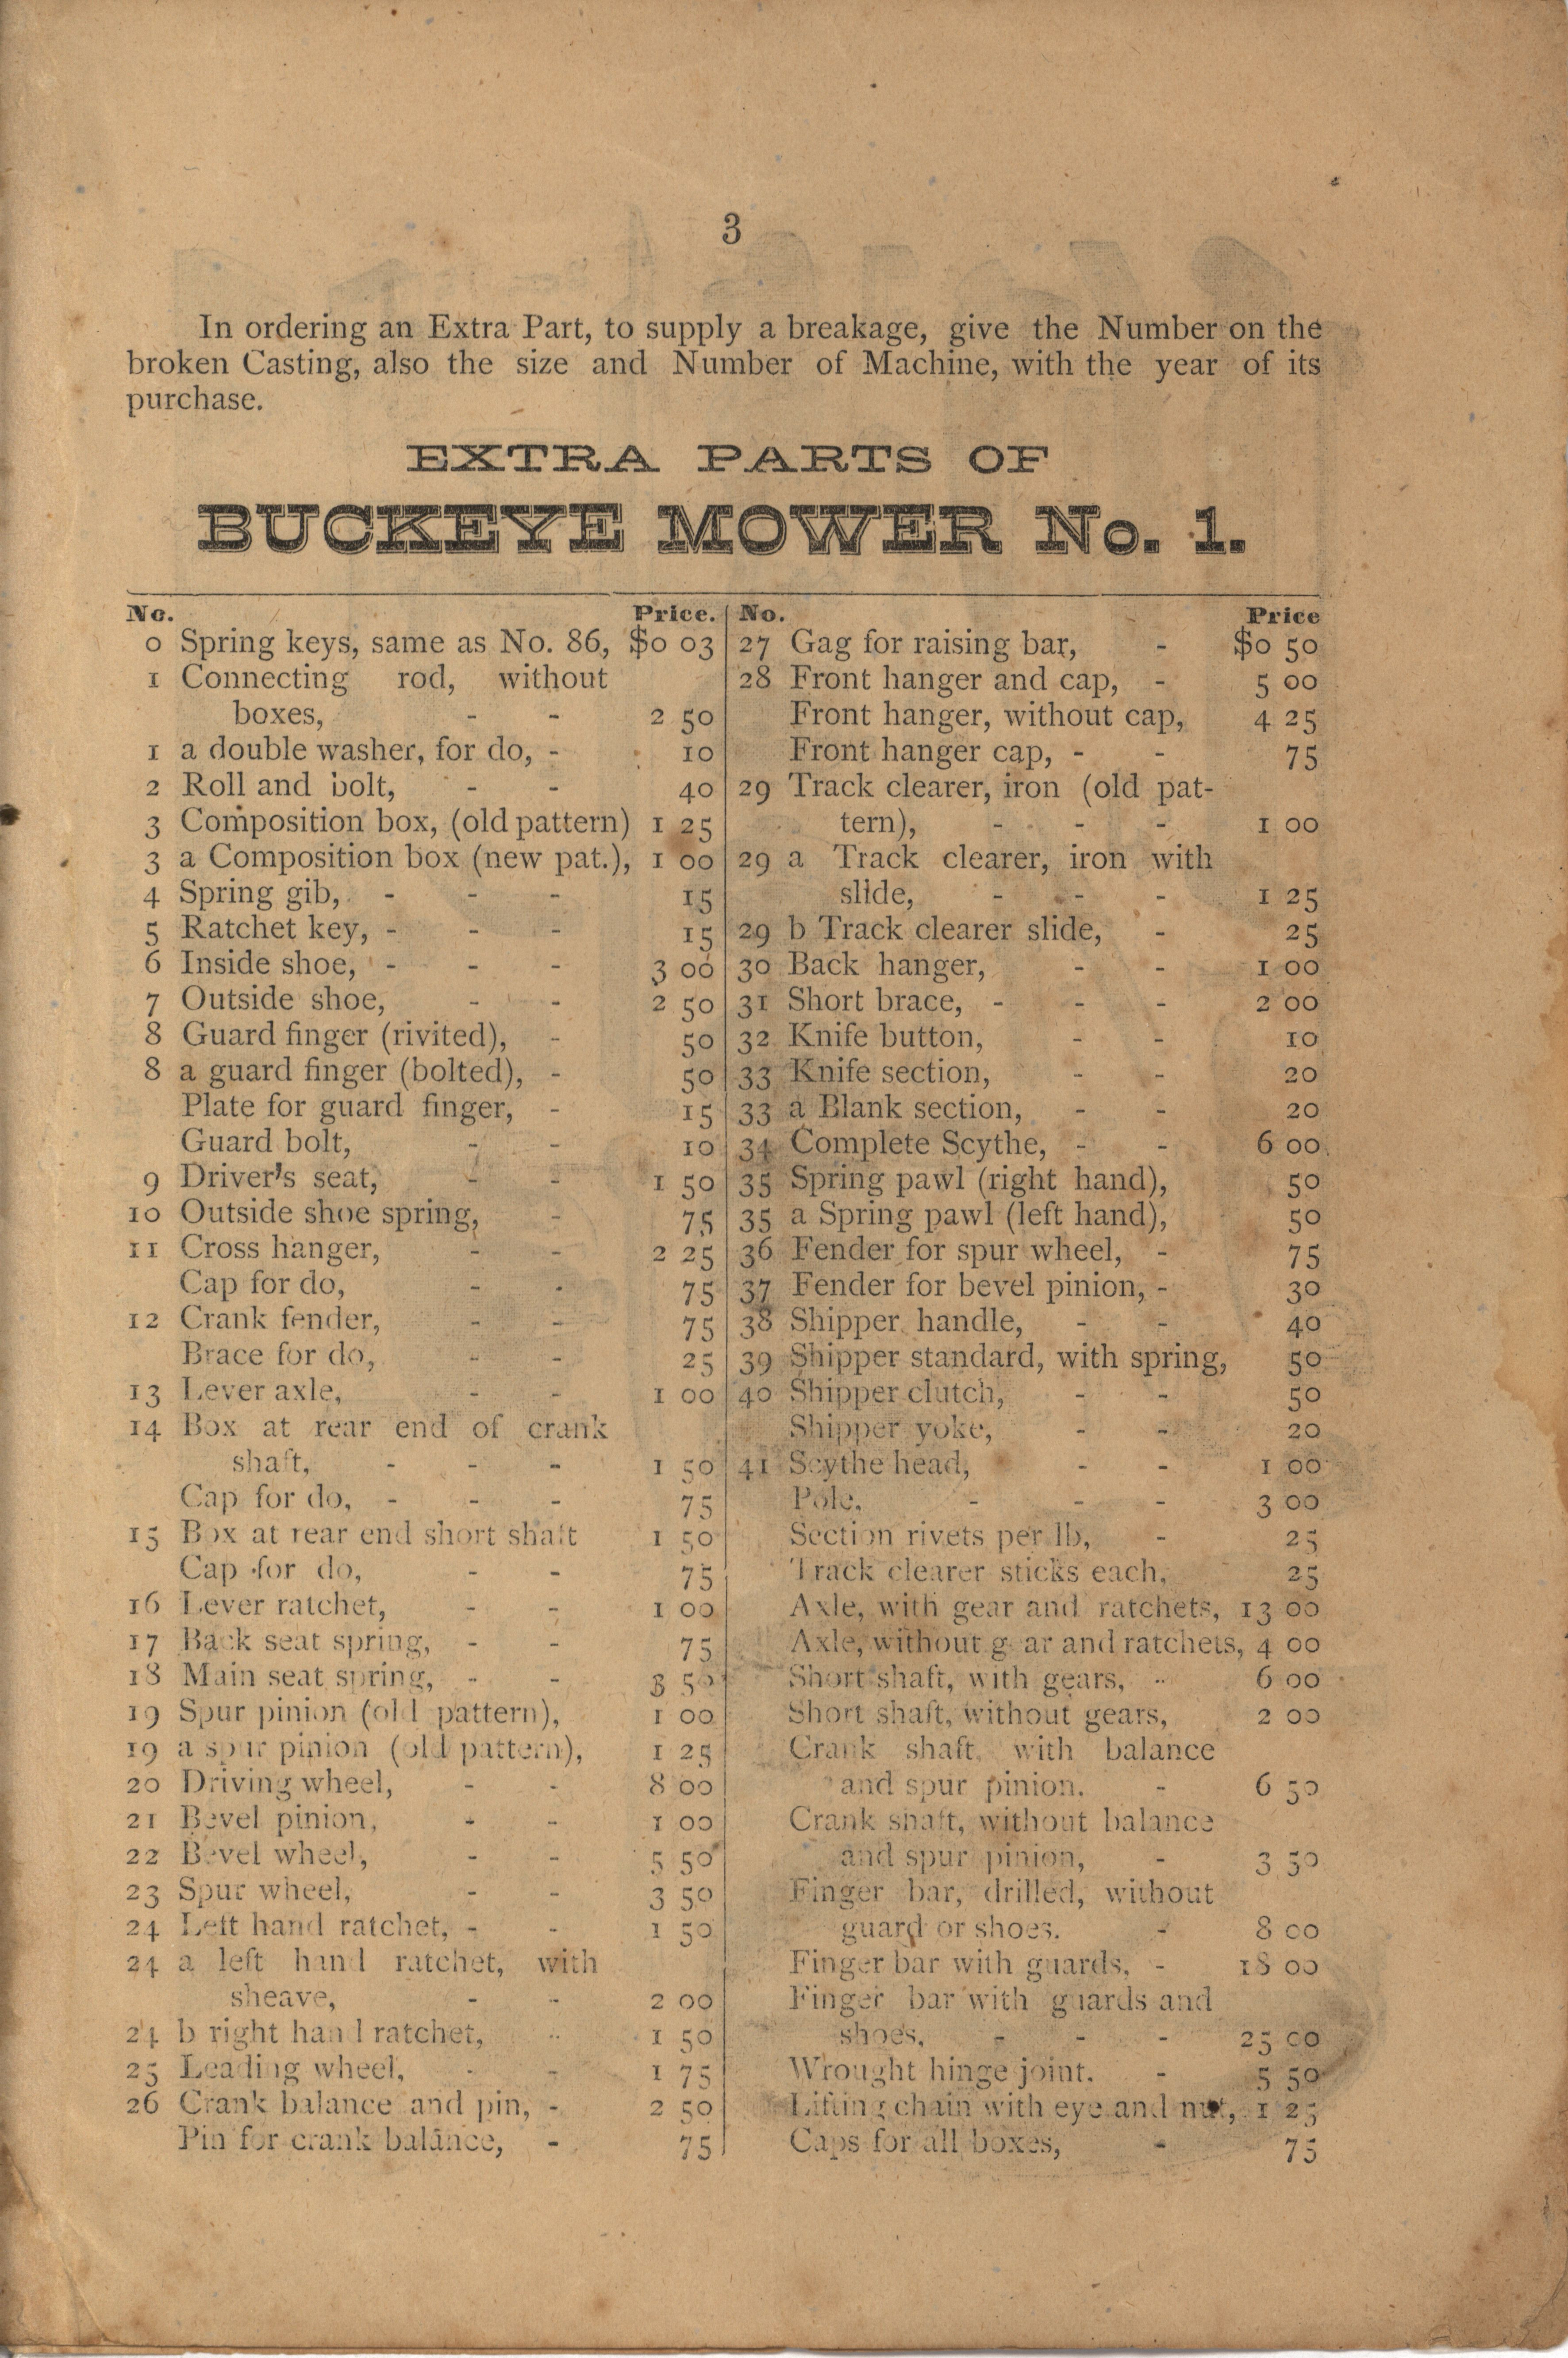 3
In ordering an Extra Part, to supply a breakage, give the Number on the
broken Casting, also the size and Number of Machine, with the year of its
purchase.
EXTRA PARTS OF
BUCKEYE MOWER No. 1.
No. Price.
0 Spring keys, same as No. 86, $0 03
1 Connecting rod, without
boxes, - - 2 50
1 a double washer, for do, - 10
2 Roll and bolt, - - 40
3 Composition box, (old pattern) 1 25
3 a Composition box (new pat.), 1 00
4 Spring gib, - - - 15
5 Ratchet key, - - - 15
6 Inside shoe, - - - 3 00
7 Outside shoe, - - 2 50
8 Guard finger (rivited), - 50
8 a guard finger (bolted), - 50
Plate for guard finger, - 15
Guard bolt, - - 10
9 Driver's seat, - - 1 50
10 Outside shoe spring, - 75
11 Cross hanger, - - 2 25
Cap for do, - - 75
12 Crank fender, - - 75
Brace for do, - - 25
13 Lever axle, - - 1 00
14 Box at rear end of crank
shaft, - - - 1 50
Cap for do, - - - 75
15 Box at rear end short shaft 1 50
Cap for do, - - 75
16 Lever ratchet, - - 1 00
17 Back seat spring, - - 75
18 Main seat spring, - - 3 50
19 Spur pinion (old pattern), 1 00
19 a spur pinion (old pattern), 1 25
20 Driving wheel, - - 8 00
21 Bevel pinion, - - 1 00
22 Bevel wheel, - - 5 50
23 Spur wheel, - - 3 50
24 Left hand ratchet, - - 1 50
24 a left hand ratchet, with
sheave, - - 2 00
24 b right hand ratchet, - 1 50
25 Leading wheel, - - 1 75
26 Crank balance and pin, - 2 50
Pin for crank balance, - 75
No. Price
27 Gag for raising bar, - $0 50
28 Front hanger and cap, - 5 00
Front hanger, without cap, 4 25
Front hanger cap, - - 75
29 Track clearer, iron (old pat-
tern), - - - 1 00
29 a Track clearer, iron with
slide, - - - 1 25
29 b Track clearer slide, - 25
30 Back hanger, - - 1 00
31 Short brace, - - - 2 00
32 Knife button, - - 10
33 Knife section, - - 20
33 a Blank section, - - 20
34 Complete Scythe, - - 6 00
35 Spring pawl (right hand), 50
35 a Spring pawl (left hand), 50
36 Fender for spur wheel, - 75
37 Fender for bevel pinion, - 30
38 Shipper handle, - - 40
39 Shipper standard, with spring, 50
40 Shipper clutch, - - 50
Shipper yoke, - - 20
41 Scythe head, - - 1 00
Pole, - - - 3 00
Section rivets per lb, - 25
Track clearer sticks each, 25
Axle, with gear and ratchets, 13 00
Axle, without g ar and ratchets, 4 00
Short shaft, with gears, - 6 00
Short shaft, without gears, 2 00
Crank shaft, with balance
and spur pinion. - 6 50
Crank shaft, without balance
and spur pinion, - 3 50
Finger bar, drilled, without
guard or shoes. - 8 00
Finger bar with guards, - 18 00
Finger bar with guards and
shoes, - - - 25 00
Wrought hinge joint. - 5 50
Lifting chain with eye and nut, 1 25
Caps for all boxes, - 75